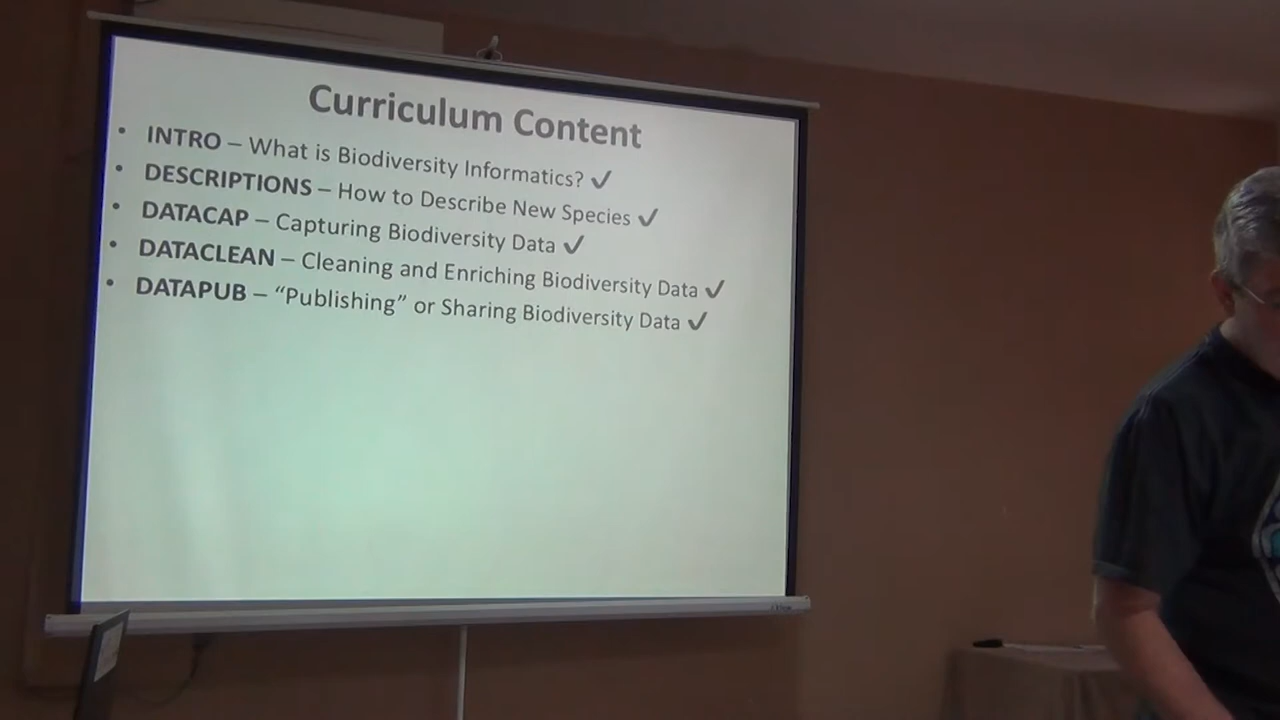 Curriculum Content
• INTRO – What is Biodiversity Informatics? ✓
• DESCRIPTIONS – How to Describe New Species ✓
• DATACAP – Capturing Biodiversity Data ✓
• DATACLEAN – Cleaning and Enriching Biodiversity Data ✓
• DATAPUB – “Publishing” or Sharing Biodiversity Data ✓